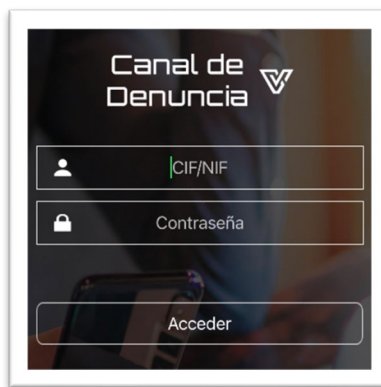 Canal de
Denuncia
CIF/NIF
Contraseña
Acceder